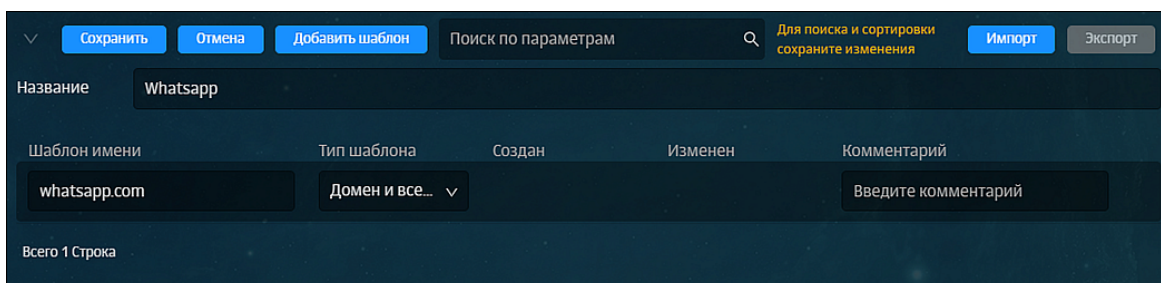 Сохранить Отмена Добавить шаблон Поиск по параметрам Для поиска и сортировки сохраните изменения Импорт Экспорт
Название Whatsapp
Шаблон имени Тип шаблона Создан Изменен Комментарий
whatsapp.com Домен и все... Введите комментарий
Всего 1 Строка